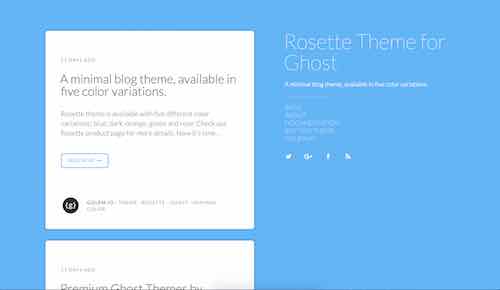 11 DAYS AGO
A minimal blog theme, available in
five color variations.
Rosette theme is available with five different color
variations; blue, dark, orange, green and rose. Check out
Rosette product page for more details. Now it's time…
READ MORE →
{g}
GOLEM.IO · THEME · ROSETTE · GHOST · MINIMAL ·
COLOR
11 DAYS AGO
Premium Ghost Themes by
Rosette Theme for
Ghost
A minimal blog theme, available in five color variations.
BLOG
ABOUT
DOCUMENTATION
BUY THIS THEME